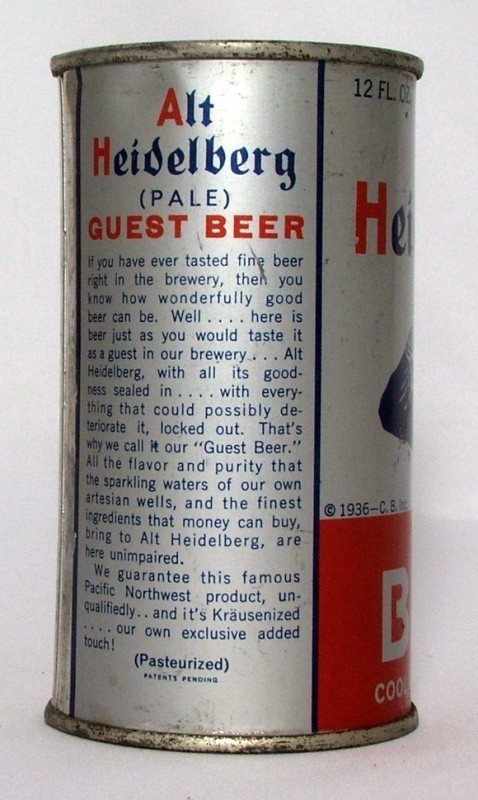 Alt
Heidelberg
(PALE)
GUEST BEER
If you have ever tasted fine beer
right in the brewery, then you
know how wonderfully good
beer can be. Well .... here is
beer just as you would taste it
as a guest in our brewery.... Alt
Heidelberg, with all its good-
ness sealed in .... with every-
thing that could possibly de-
teriorate it, locked out. That's
why we call it our "Guest Beer."
All the flavor and purity that
the sparkling waters of our own
artesian wells, and the finest
ingredients that money can buy,
bring to Alt Heidelberg, are
here unimpaired.
We guarantee this famous
Pacific Northwest product, un-
qualifiedly.. and it's Kräusenized
.... our own exclusive added
touch!
(Pasteurized)
PATENTS PENDING
12 FL. OZ.
Hei
© 1936—C. B. Inc.
B
COOL